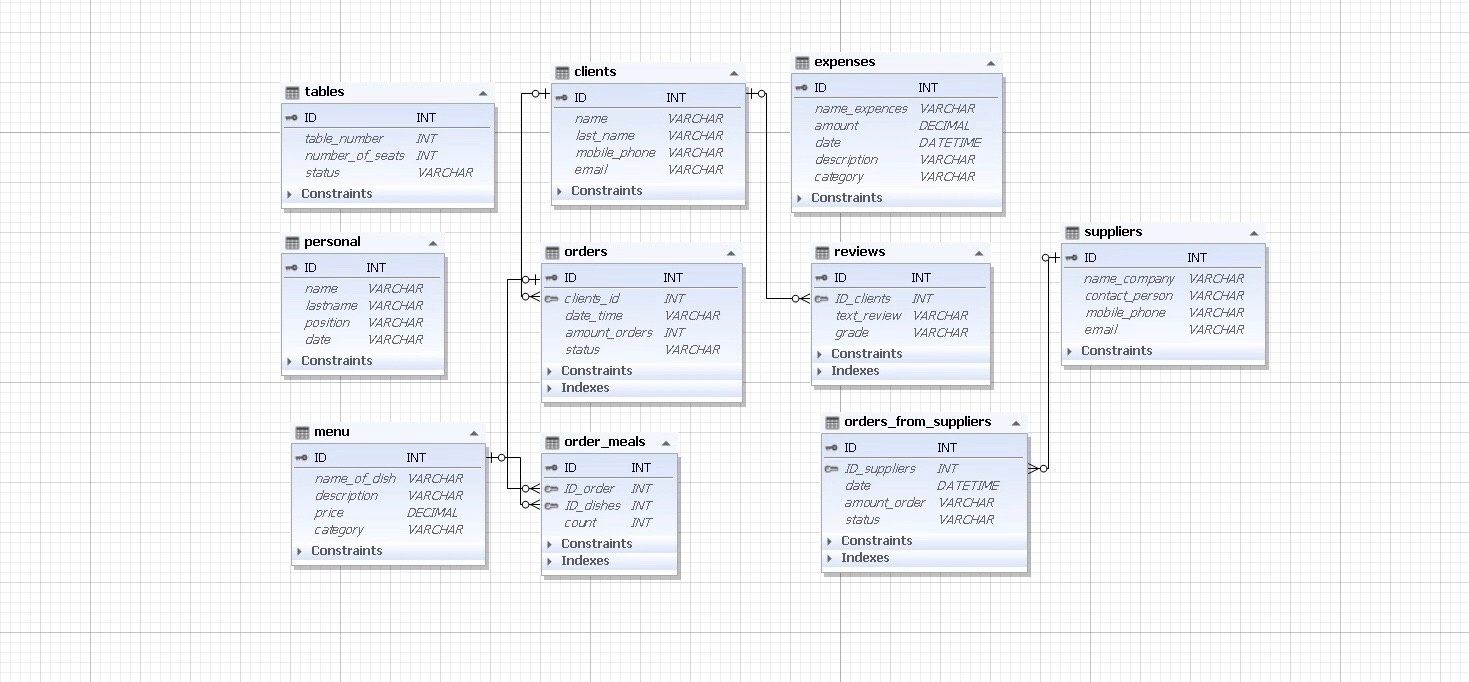 tables
ID INT
table_number INT
number_of_seats INT
status VARCHAR
Constraints
clients
ID INT
name VARCHAR
last_name VARCHAR
mobile_phone VARCHAR
email VARCHAR
Constraints
expenses
ID INT
name_expences VARCHAR
amount DECIMAL
date DATETIME
description VARCHAR
category VARCHAR
Constraints
personal
ID INT
name VARCHAR
lastname VARCHAR
position VARCHAR
date VARCHAR
Constraints
orders
ID INT
clients_id INT
date_time VARCHAR
amount_orders INT
status VARCHAR
Constraints
Indexes
reviews
ID INT
ID_clients INT
text_review VARCHAR
grade VARCHAR
Constraints
Indexes
suppliers
ID INT
name_company VARCHAR
contact_person VARCHAR
mobile_phone VARCHAR
email VARCHAR
Constraints
menu
ID INT
name_of_dish VARCHAR
description VARCHAR
price DECIMAL
category VARCHAR
Constraints
order_meals
ID INT
ID_order INT
ID_dishes INT
count INT
Constraints
Indexes
orders_from_suppliers
ID INT
ID_suppliers INT
date DATETIME
amount_order VARCHAR
status VARCHAR
Constraints
Indexes